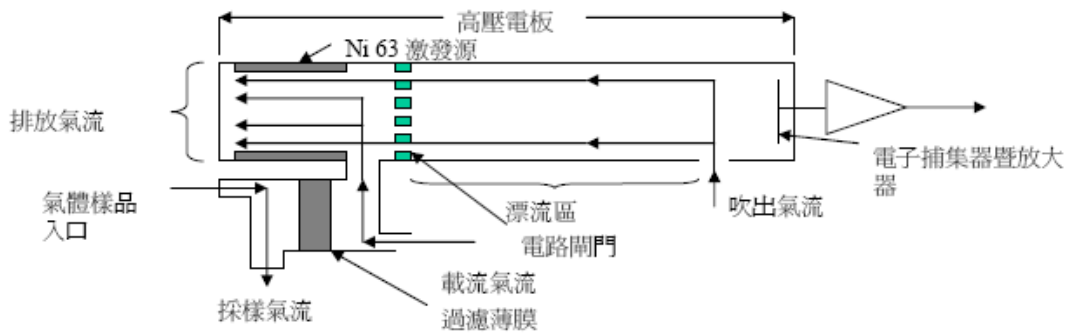 高壓電板
Ni 63 激發源
排放氣流
電子捕集器暨放大
器
氣體樣品
入口
漂流區
吹出氣流
電路閘門
載流氣流
採樣氣流
過濾薄膜